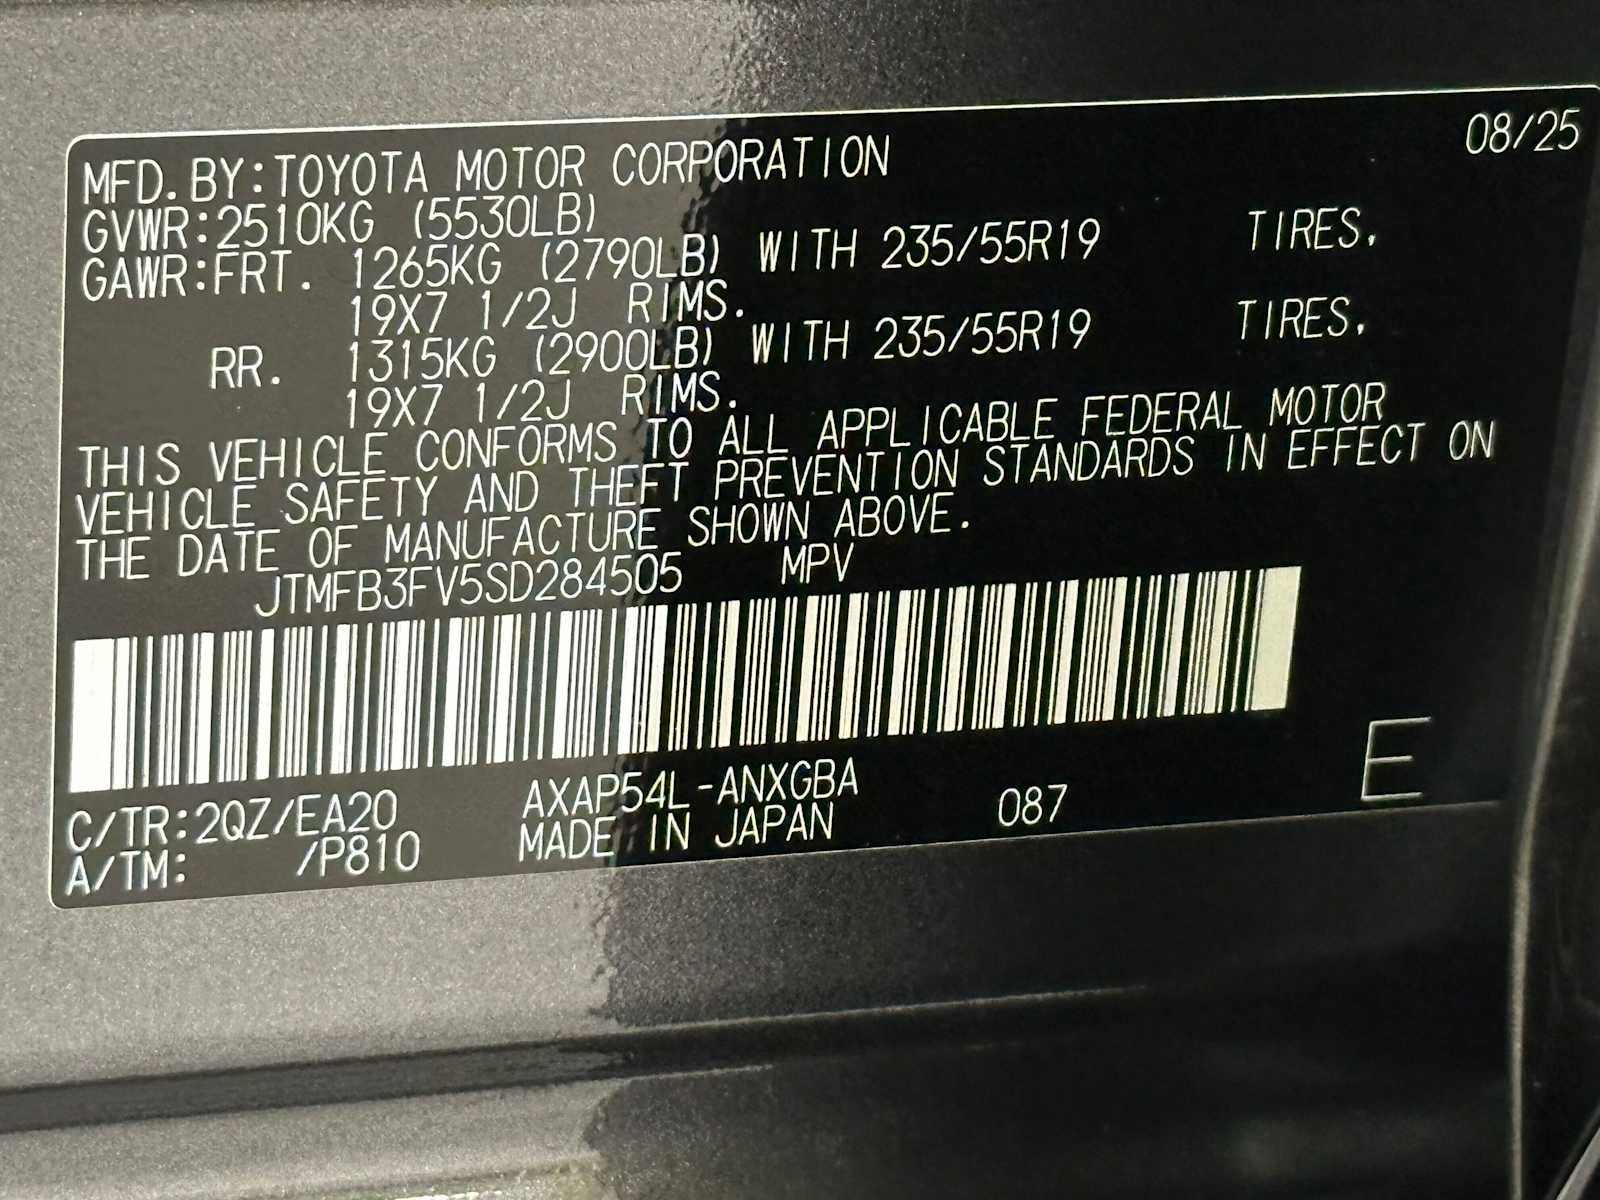 08/25
MFD.BY:TOYOTA MOTOR CORPORATION
GVWR:2510KG (5530LB)
GAWR:FRT. 1265KG (2790LB) WITH 235/55R19 TIRES,
19X7 1/2J RIMS.
RR. 1315KG (2900LB) WITH 235/55R19 TIRES,
19X7 1/2J RIMS.
THIS VEHICLE CONFORMS TO ALL APPLICABLE FEDERAL MOTOR
VEHICLE SAFETY AND THEFT PREVENTION STANDARDS IN EFFECT ON
THE DATE OF MANUFACTURE SHOWN ABOVE.
JTMFB3FV5SD284505 MPV
E
C/TR:2QZ/EA20 AXAP54L-ANXGBA 087
A/TM: /P810 MADE IN JAPAN